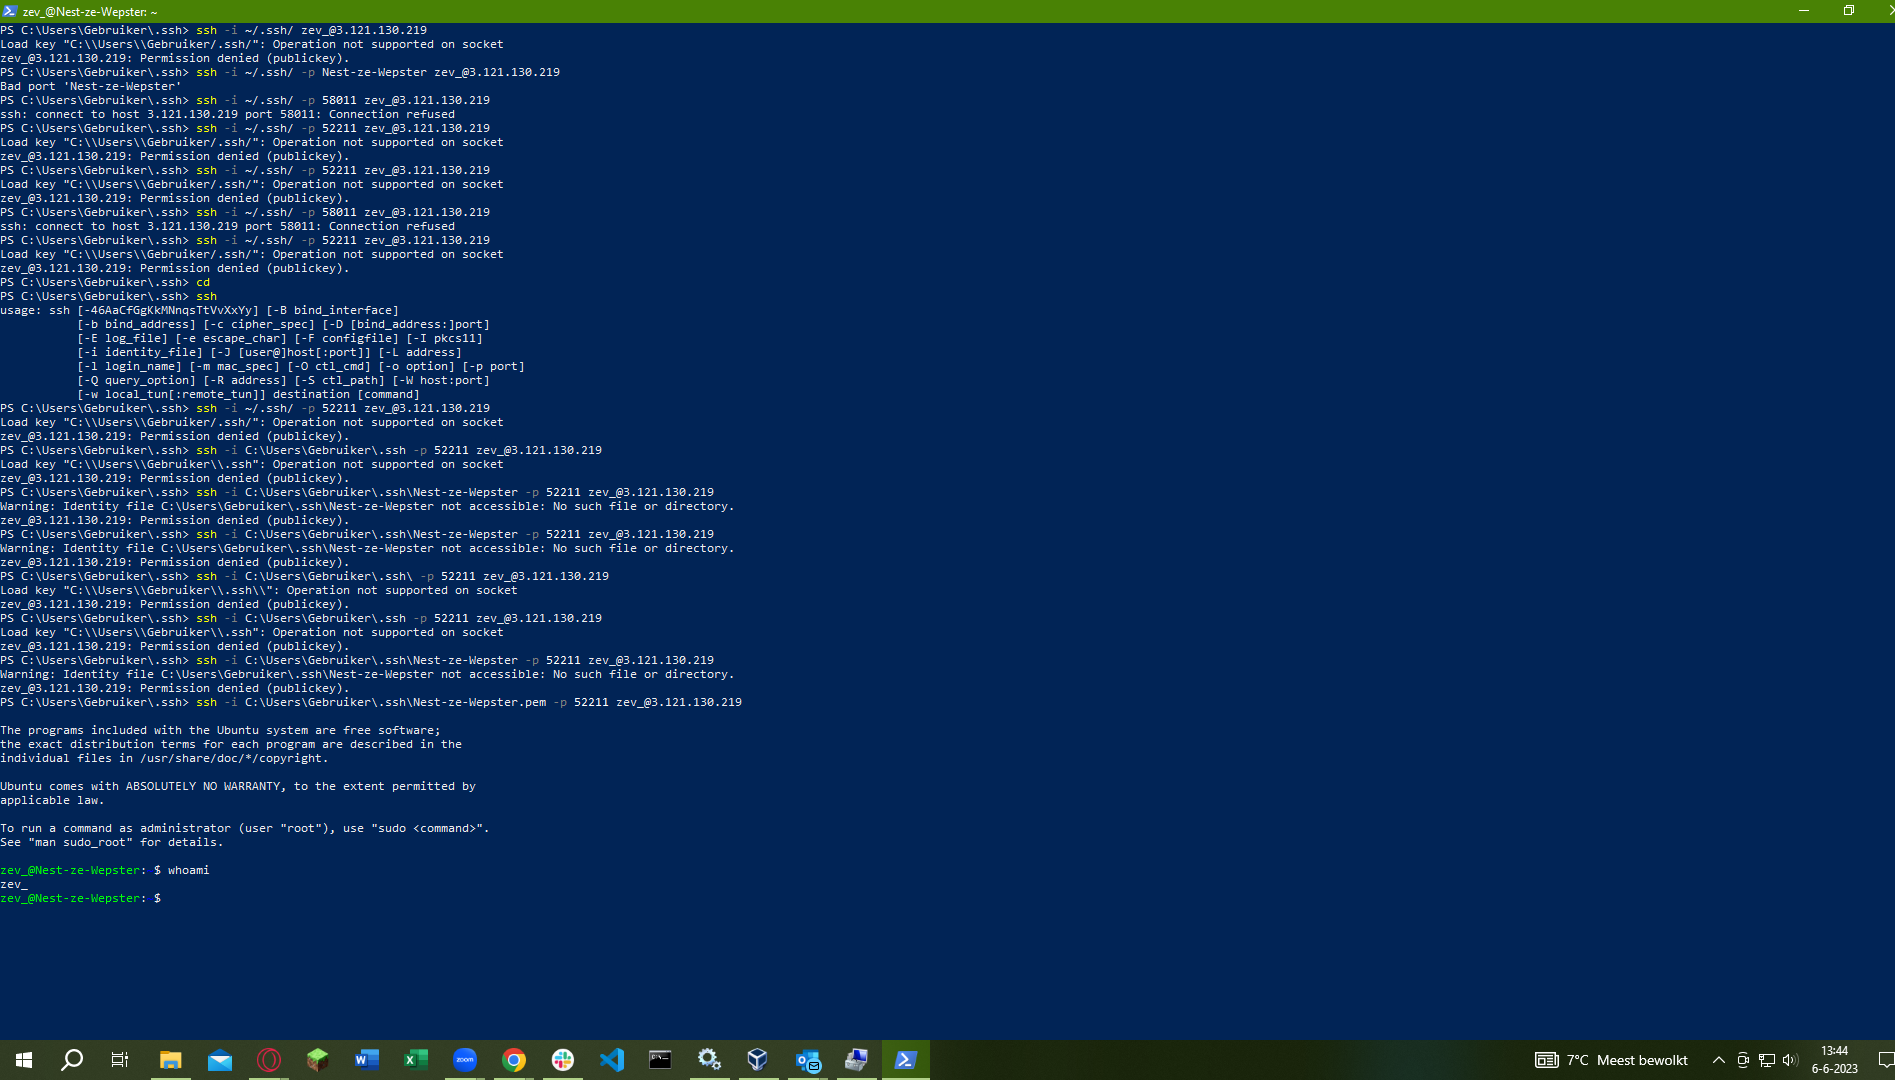 zev_@Nest-ze-Wepster: ~
PS C:\Users\Gebruiker\.ssh> ssh -i ~/.ssh/ zev_@3.121.130.219
Load key "C:\\Users\\Gebruiker/.ssh/": Operation not supported on socket
zev_@3.121.130.219: Permission denied (publickey).
PS C:\Users\Gebruiker\.ssh> ssh -i ~/.ssh/ -p Nest-ze-Wepster zev_@3.121.130.219
Bad port 'Nest-ze-Wepster'
PS C:\Users\Gebruiker\.ssh> ssh -i ~/.ssh/ -p 58011 zev_@3.121.130.219
ssh: connect to host 3.121.130.219 port 58011: Connection refused
PS C:\Users\Gebruiker\.ssh> ssh -i ~/.ssh/ -p 52211 zev_@3.121.130.219
Load key "C:\\Users\\Gebruiker/.ssh/": Operation not supported on socket
zev_@3.121.130.219: Permission denied (publickey).
PS C:\Users\Gebruiker\.ssh> ssh -i ~/.ssh/ -p 52211 zev_@3.121.130.219
Load key "C:\\Users\\Gebruiker/.ssh/": Operation not supported on socket
zev_@3.121.130.219: Permission denied (publickey).
PS C:\Users\Gebruiker\.ssh> ssh -i ~/.ssh/ -p 58011 zev_@3.121.130.219
ssh: connect to host 3.121.130.219 port 58011: Connection refused
PS C:\Users\Gebruiker\.ssh> ssh -i ~/.ssh/ -p 52211 zev_@3.121.130.219
Load key "C:\\Users\\Gebruiker/.ssh/": Operation not supported on socket
zev_@3.121.130.219: Permission denied (publickey).
PS C:\Users\Gebruiker\.ssh> cd
PS C:\Users\Gebruiker\.ssh> ssh
usage: ssh [-46AaCfGgKkMNnqsTtVvXxYy] [-B bind_interface]
[-b bind_address] [-c cipher_spec] [-D [bind_address:]port]
[-E log_file] [-e escape_char] [-F configfile] [-I pkcs11]
[-i identity_file] [-J [user@]host[:port]] [-L address]
[-l login_name] [-m mac_spec] [-O ctl_cmd] [-o option] [-p port]
[-Q query_option] [-R address] [-S ctl_path] [-W host:port]
[-w local_tun[:remote_tun]] destination [command]
PS C:\Users\Gebruiker\.ssh> ssh -i ~/.ssh/ -p 52211 zev_@3.121.130.219
Load key "C:\\Users\\Gebruiker/.ssh/": Operation not supported on socket
zev_@3.121.130.219: Permission denied (publickey).
PS C:\Users\Gebruiker\.ssh> ssh -i C:\Users\Gebruiker\.ssh -p 52211 zev_@3.121.130.219
Load key "C:\\Users\\Gebruiker\\.ssh": Operation not supported on socket
zev_@3.121.130.219: Permission denied (publickey).
PS C:\Users\Gebruiker\.ssh> ssh -i C:\Users\Gebruiker\.ssh\Nest-ze-Wepster -p 52211 zev_@3.121.130.219
Warning: Identity file C:\Users\Gebruiker\.ssh\Nest-ze-Wepster not accessible: No such file or directory.
zev_@3.121.130.219: Permission denied (publickey).
PS C:\Users\Gebruiker\.ssh> ssh -i C:\Users\Gebruiker\.ssh\Nest-ze-Wepster -p 52211 zev_@3.121.130.219
Warning: Identity file C:\Users\Gebruiker\.ssh\Nest-ze-Wepster not accessible: No such file or directory.
zev_@3.121.130.219: Permission denied (publickey).
PS C:\Users\Gebruiker\.ssh> ssh -i C:\Users\Gebruiker\.ssh\ -p 52211 zev_@3.121.130.219
Load key "C:\\Users\\Gebruiker\\.ssh\\": Operation not supported on socket
zev_@3.121.130.219: Permission denied (publickey).
PS C:\Users\Gebruiker\.ssh> ssh -i C:\Users\Gebruiker\.ssh -p 52211 zev_@3.121.130.219
Load key "C:\\Users\\Gebruiker\\.ssh": Operation not supported on socket
zev_@3.121.130.219: Permission denied (publickey).
PS C:\Users\Gebruiker\.ssh> ssh -i C:\Users\Gebruiker\.ssh\Nest-ze-Wepster -p 52211 zev_@3.121.130.219
Warning: Identity file C:\Users\Gebruiker\.ssh\Nest-ze-Wepster not accessible: No such file or directory.
zev_@3.121.130.219: Permission denied (publickey).
PS C:\Users\Gebruiker\.ssh> ssh -i C:\Users\Gebruiker\.ssh\Nest-ze-Wepster.pem -p 52211 zev_@3.121.130.219
The programs included with the Ubuntu system are free software;
the exact distribution terms for each program are described in the
individual files in /usr/share/doc/*/copyright.
Ubuntu comes with ABSOLUTELY NO WARRANTY, to the extent permitted by
applicable law.
To run a command as administrator (user "root"), use "sudo <command>".
See "man sudo_root" for details.
zev_@Nest-ze-Wepster:~$ whoami
zev_
zev_@Nest-ze-Wepster:~$
zoom
7°C Meest bewolkt
13:44
6-6-2023